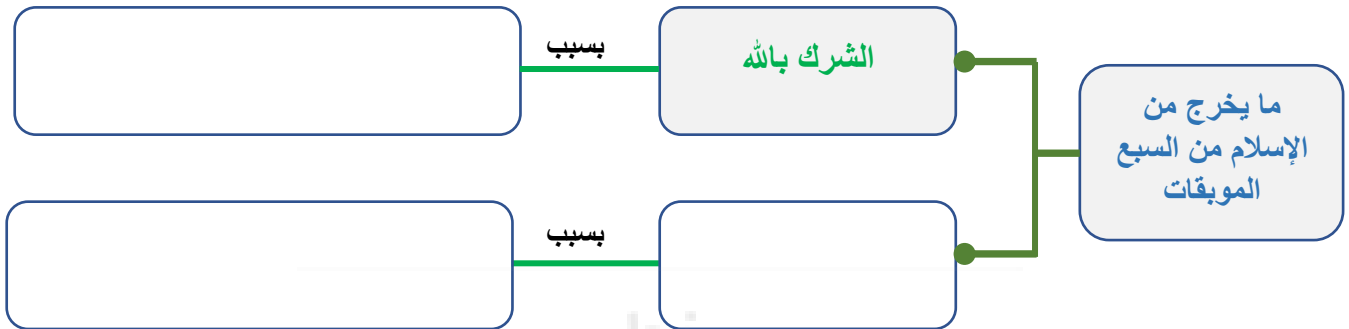 ما يخرج من
الإسلام من السبع
الموبقات
الشرك بالله
بسبب
بسبب